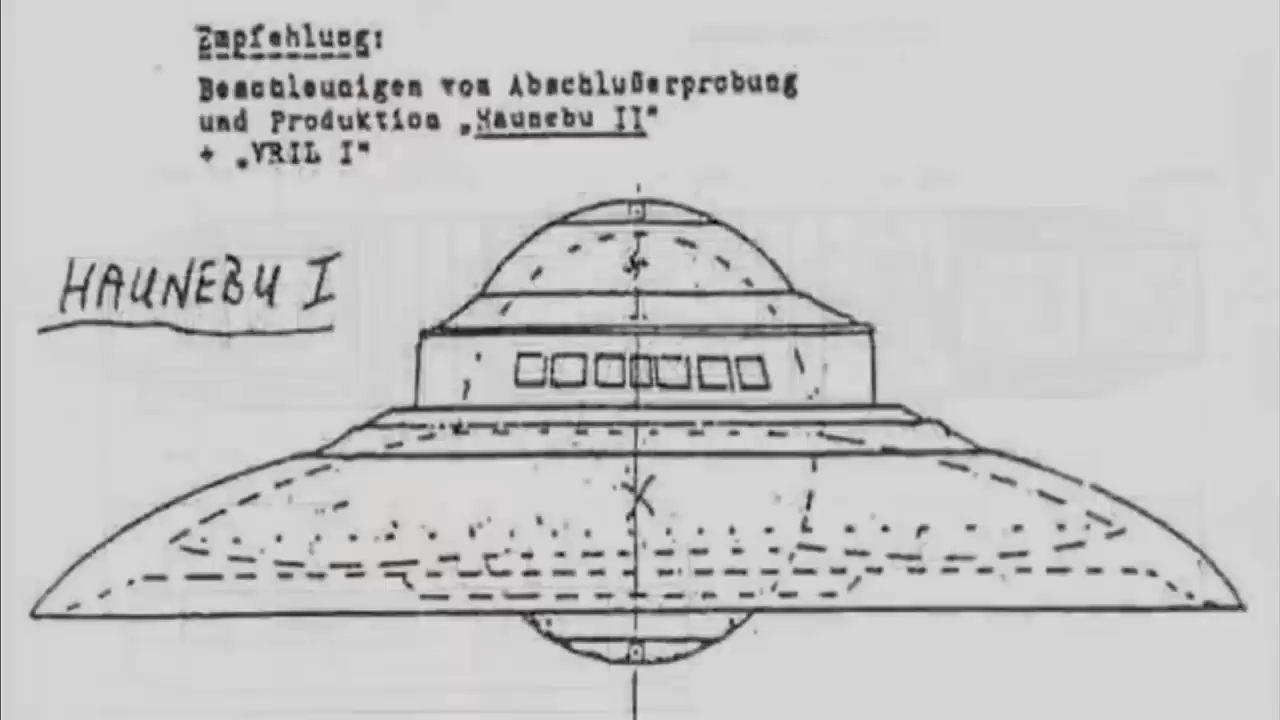 Empfehlung:
Beschleunigen von Abschlußerprobung
und Produktion „Haunebu II"
+ „VRIL I"
HAUNEBU I